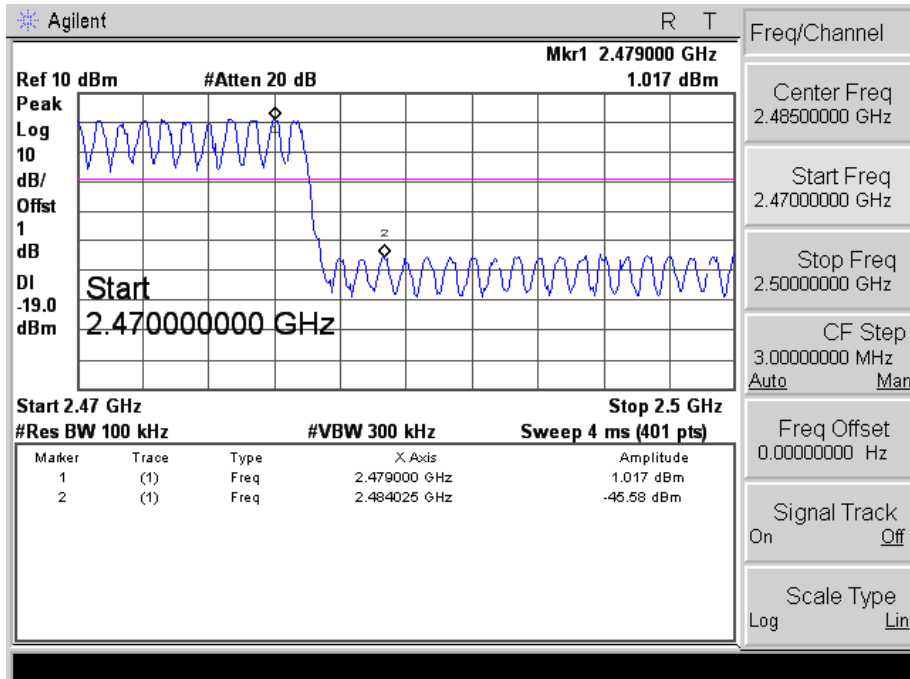 Agilent R T
Mkr1 2.479000 GHz
Ref 10 dBm #Atten 20 dB 1.017 dBm
Peak
Log
10
dB/
Offst
1
dB
DI
-19.0
dBm
1
2
Start
2.470000000 GHz
Start 2.47 GHz Stop 2.5 GHz
#Res BW 100 kHz #VBW 300 kHz Sweep 4 ms (401 pts)
Marker Trace Type X Axis Amplitude
1 (1) Freq 2.479000 GHz 1.017 dBm
2 (1) Freq 2.484025 GHz -45.58 dBm
Freq/Channel
Center Freq
2.48500000 GHz
Start Freq
2.47000000 GHz
Stop Freq
2.50000000 GHz
CF Step
3.00000000 MHz
Auto Man
Freq Offset
0.00000000 Hz
Signal Track
On Off
Scale Type
Log Lin